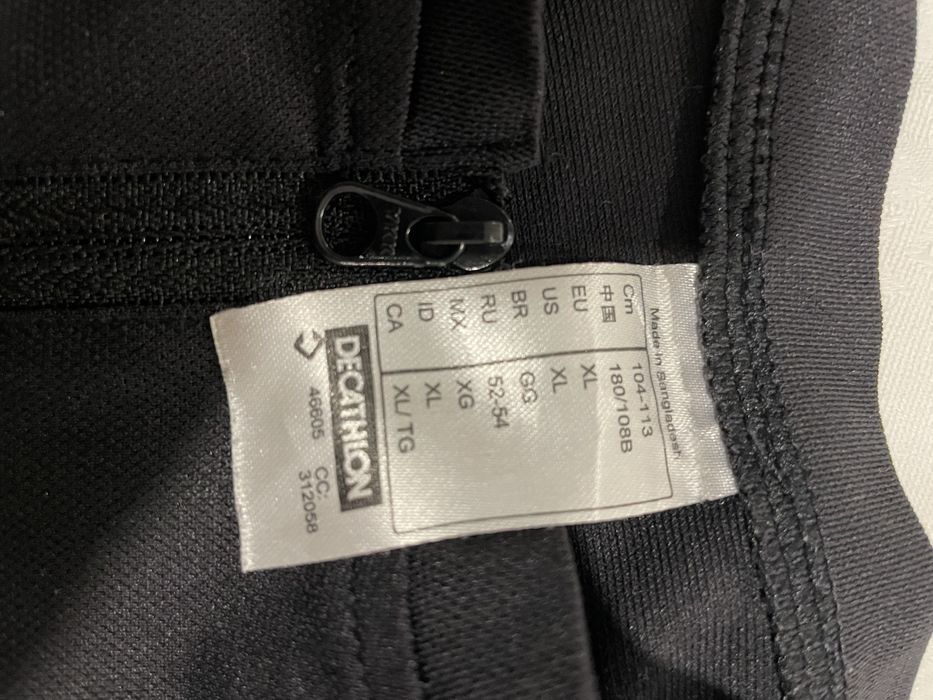 Made in Bangladesh
Cm 104-113
中国 180/108B
EU XL
US XL
BR GG
RU 52-54
MX XG
ID XL
CA XL/TG
DECATHLON
46605 CC:
312058